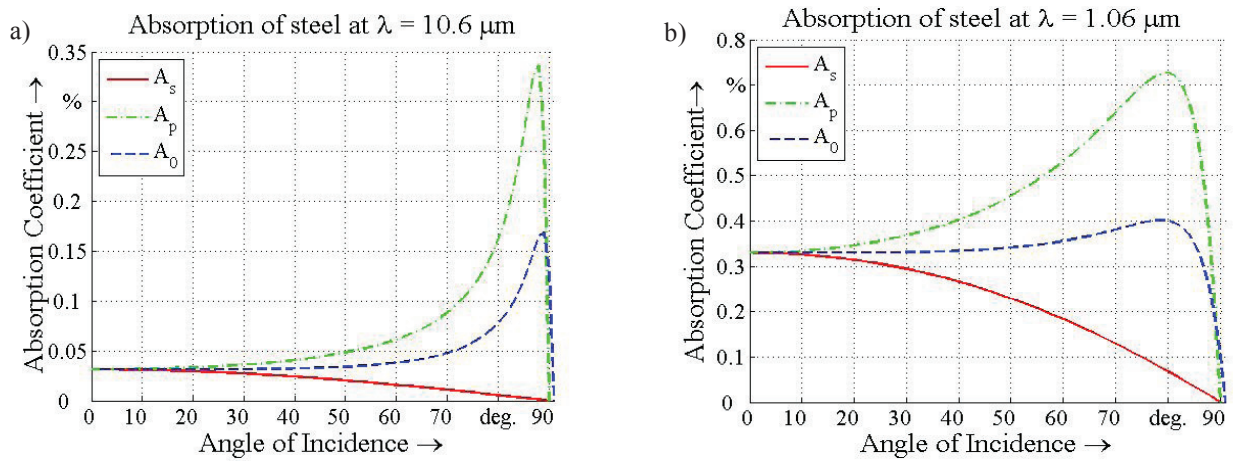 a)
Absorption of steel at λ = 10.6 µm
0.35
%
0.25
0.2
0.15
0.1
0.05
0
Absorption Coefficient →
A_s
A_p
A_0
0 10 20 30 40 50 60 70 deg. 90
Angle of Incidence →
b)
Absorption of steel at λ = 1.06 µm
0.8
%
0.6
0.5
0.4
0.3
0.2
0.1
0
Absorption Coefficient→
A_s
A_p
A_0
0 10 20 30 40 50 60 70 deg. 90
Angle of Incidence →